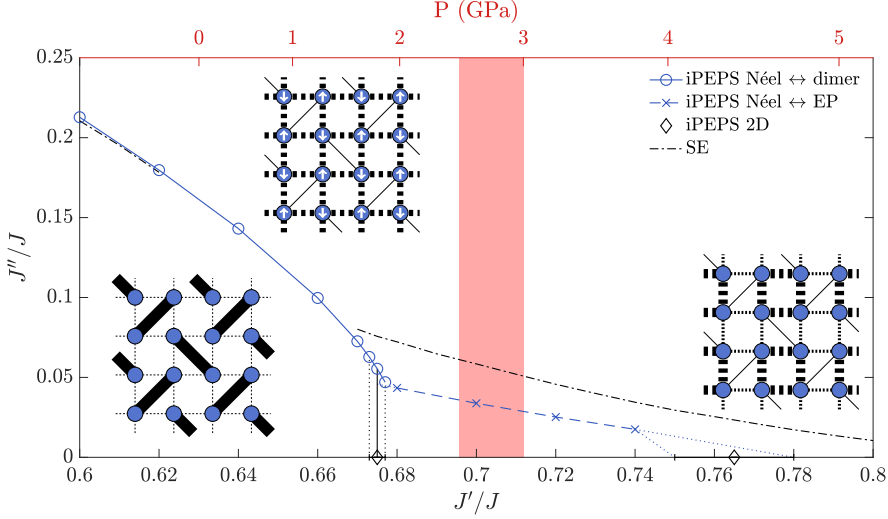 P (GPa)
0 1 2 3 4 5
0.25
0.2
0.15
0.1
0.05
0
J''/J
iPEPS Néel ↔ dimer
iPEPS Néel ↔ EP
iPEPS 2D
SE
0.6 0.62 0.64 0.66 0.68 0.7 0.72 0.74 0.76 0.78 0.8
J'/J